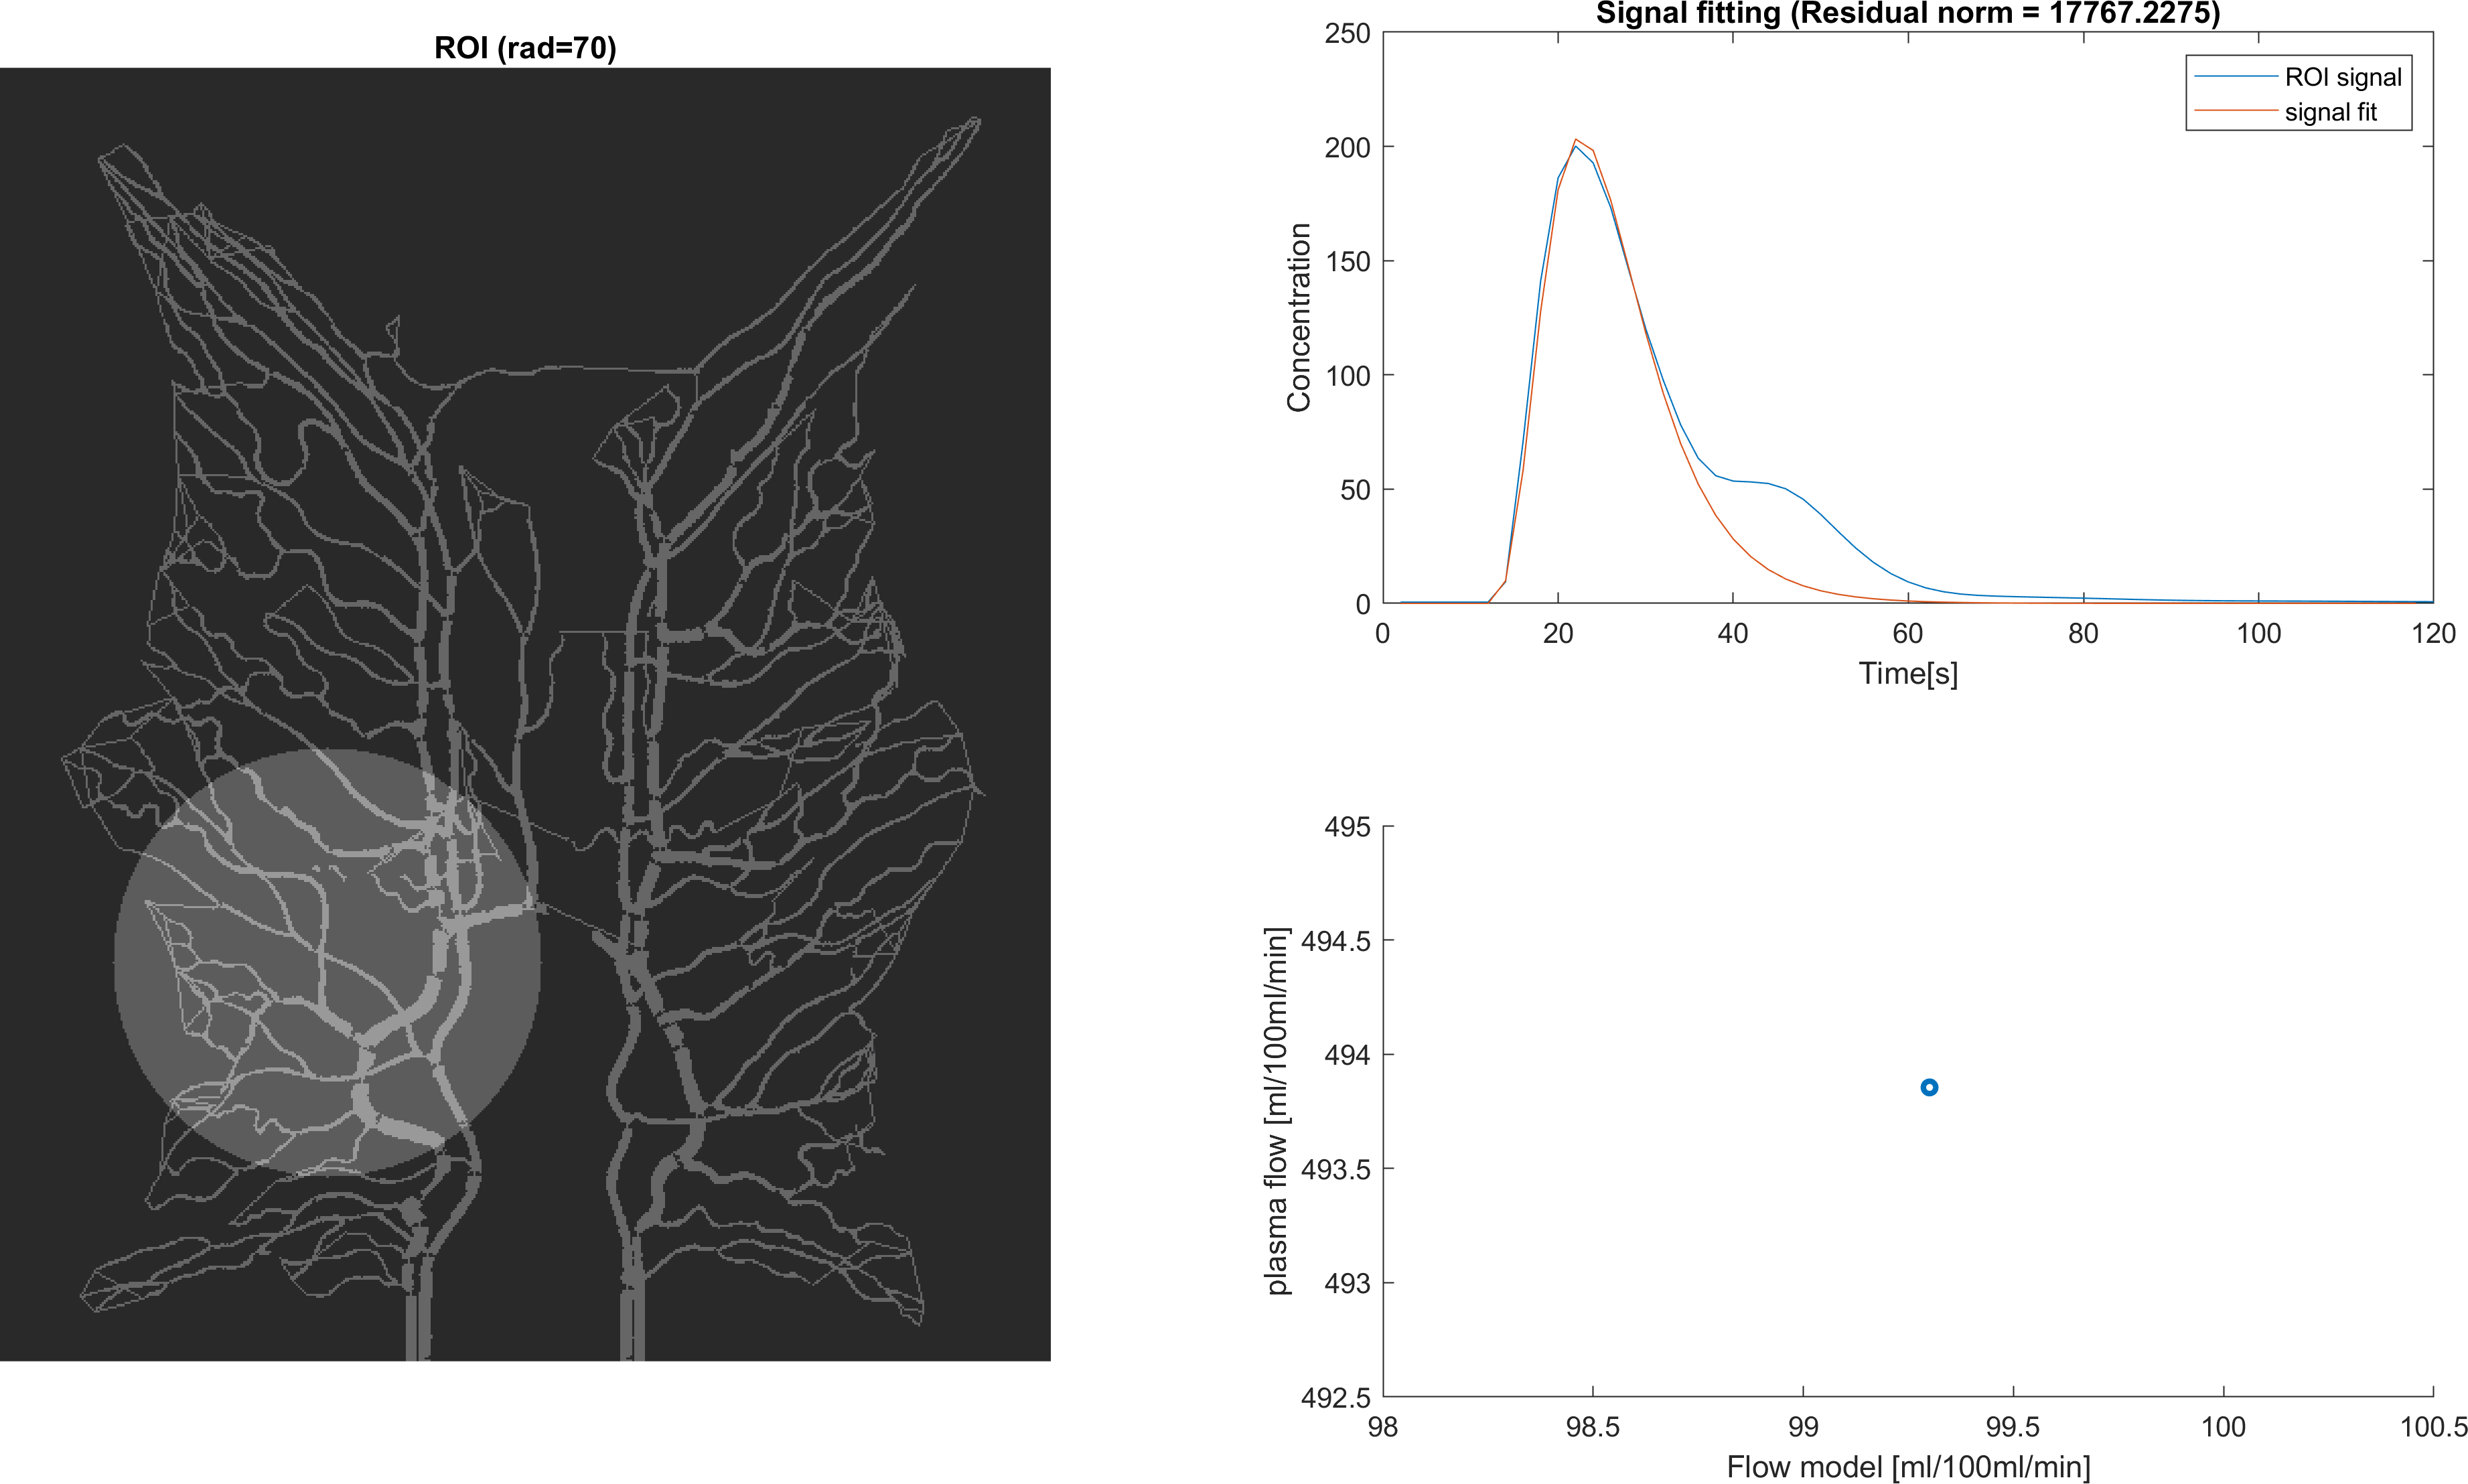 ROI (rad=70)
Signal fitting (Residual norm = 17767.2275)
250
200
150
100
50
0
Concentration
ROI signal
signal fit
0 20 40 60 80 100 120
Time[s]
495
494.5
494
493.5
493
492.5
plasma flow [ml/100ml/min]
98 98.5 99 99.5 100 100.5
Flow model [ml/100ml/min]